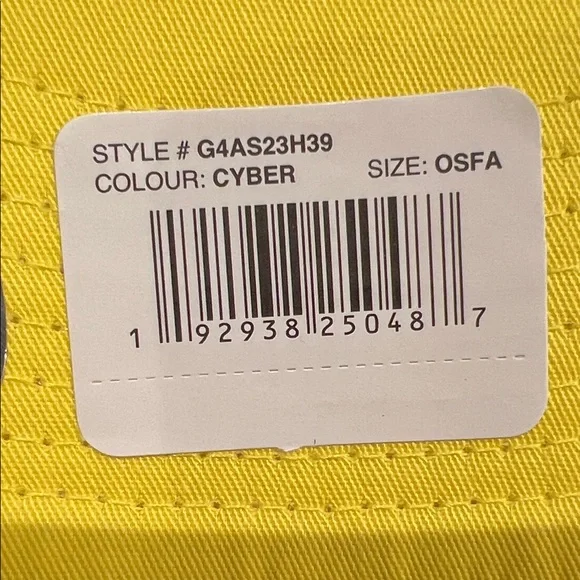 STYLE # G4AS23H39
COLOUR: CYBER SIZE: OSFA
1 92938 25048 7